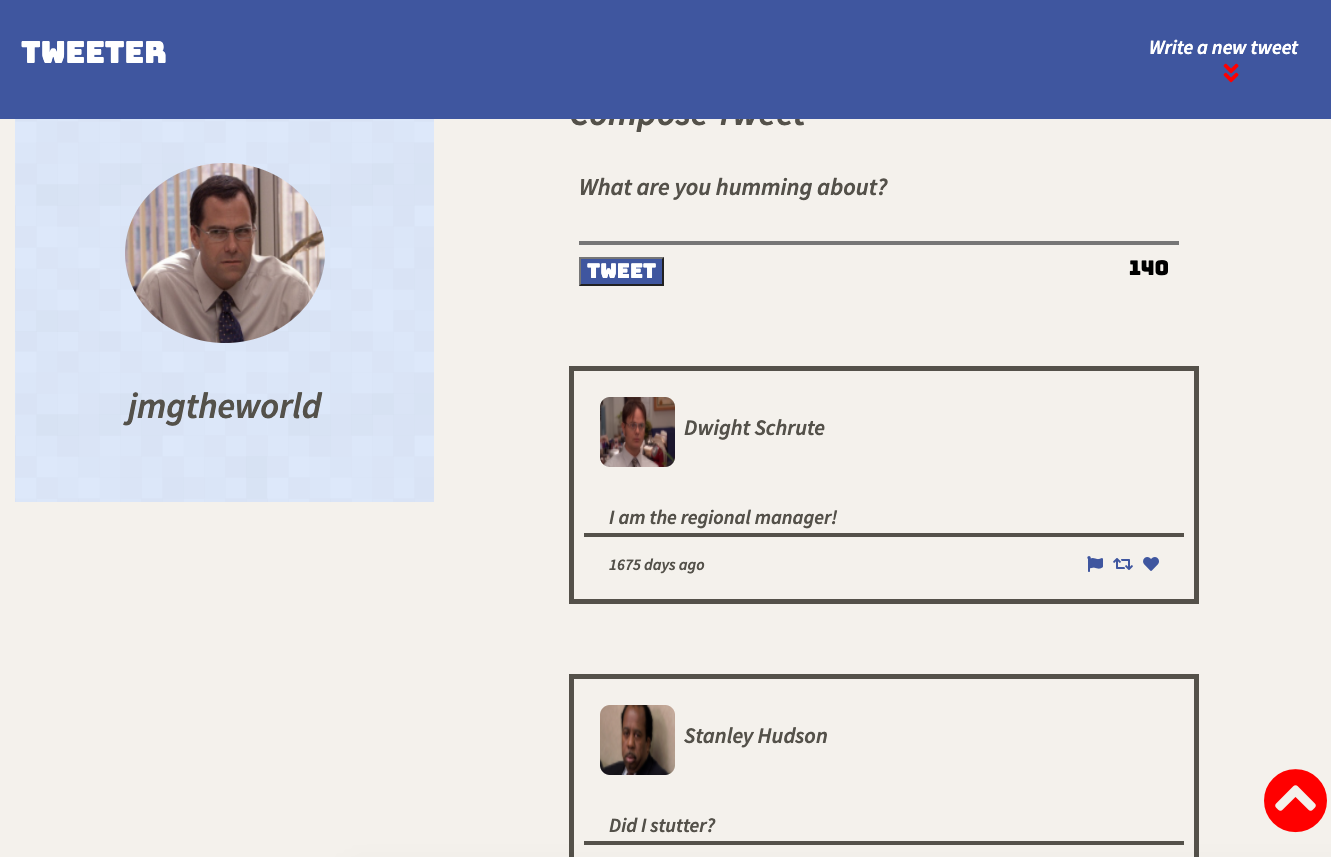 TWEETER
Write a new tweet
Compose Tweet
What are you humming about?
TWEET
140
jmgtheworld
Dwight Schrute
I am the regional manager!
1675 days ago
Stanley Hudson
Did I stutter?